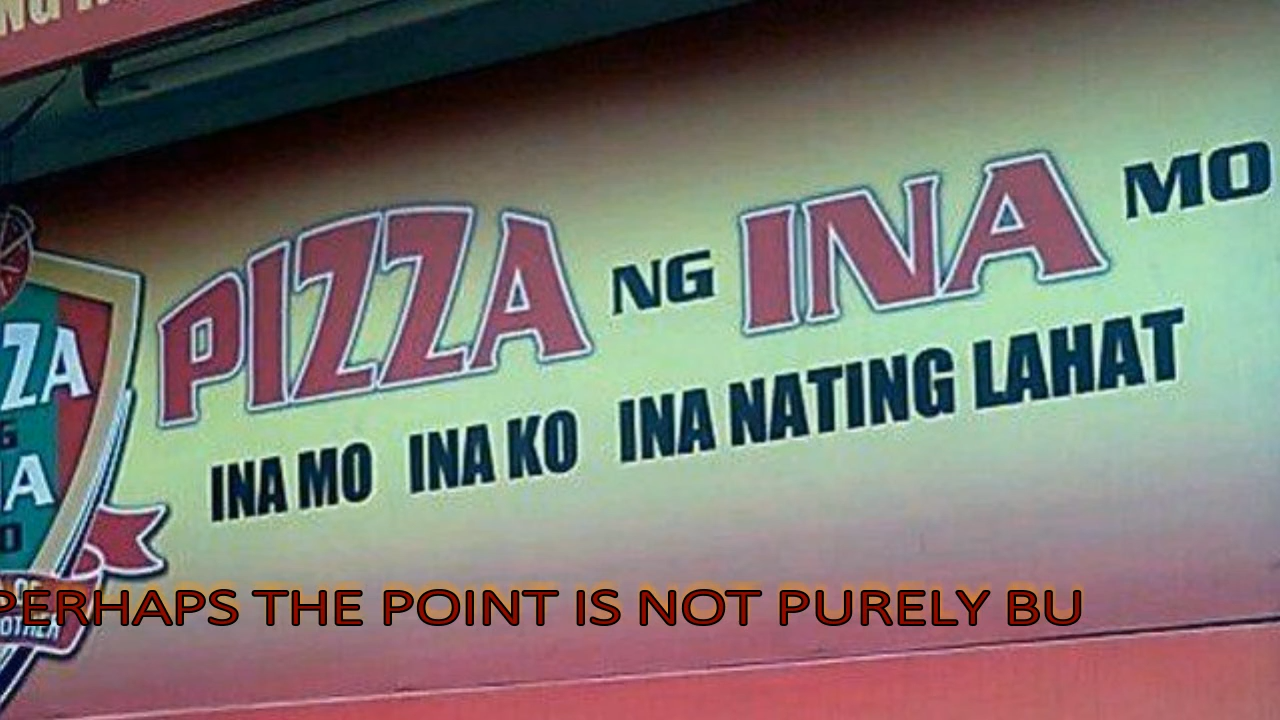 PIZZA NG INA MO
INA MO INA KO INA NATING LAHAT
PERHAPS THE POINT IS NOT PURELY BU